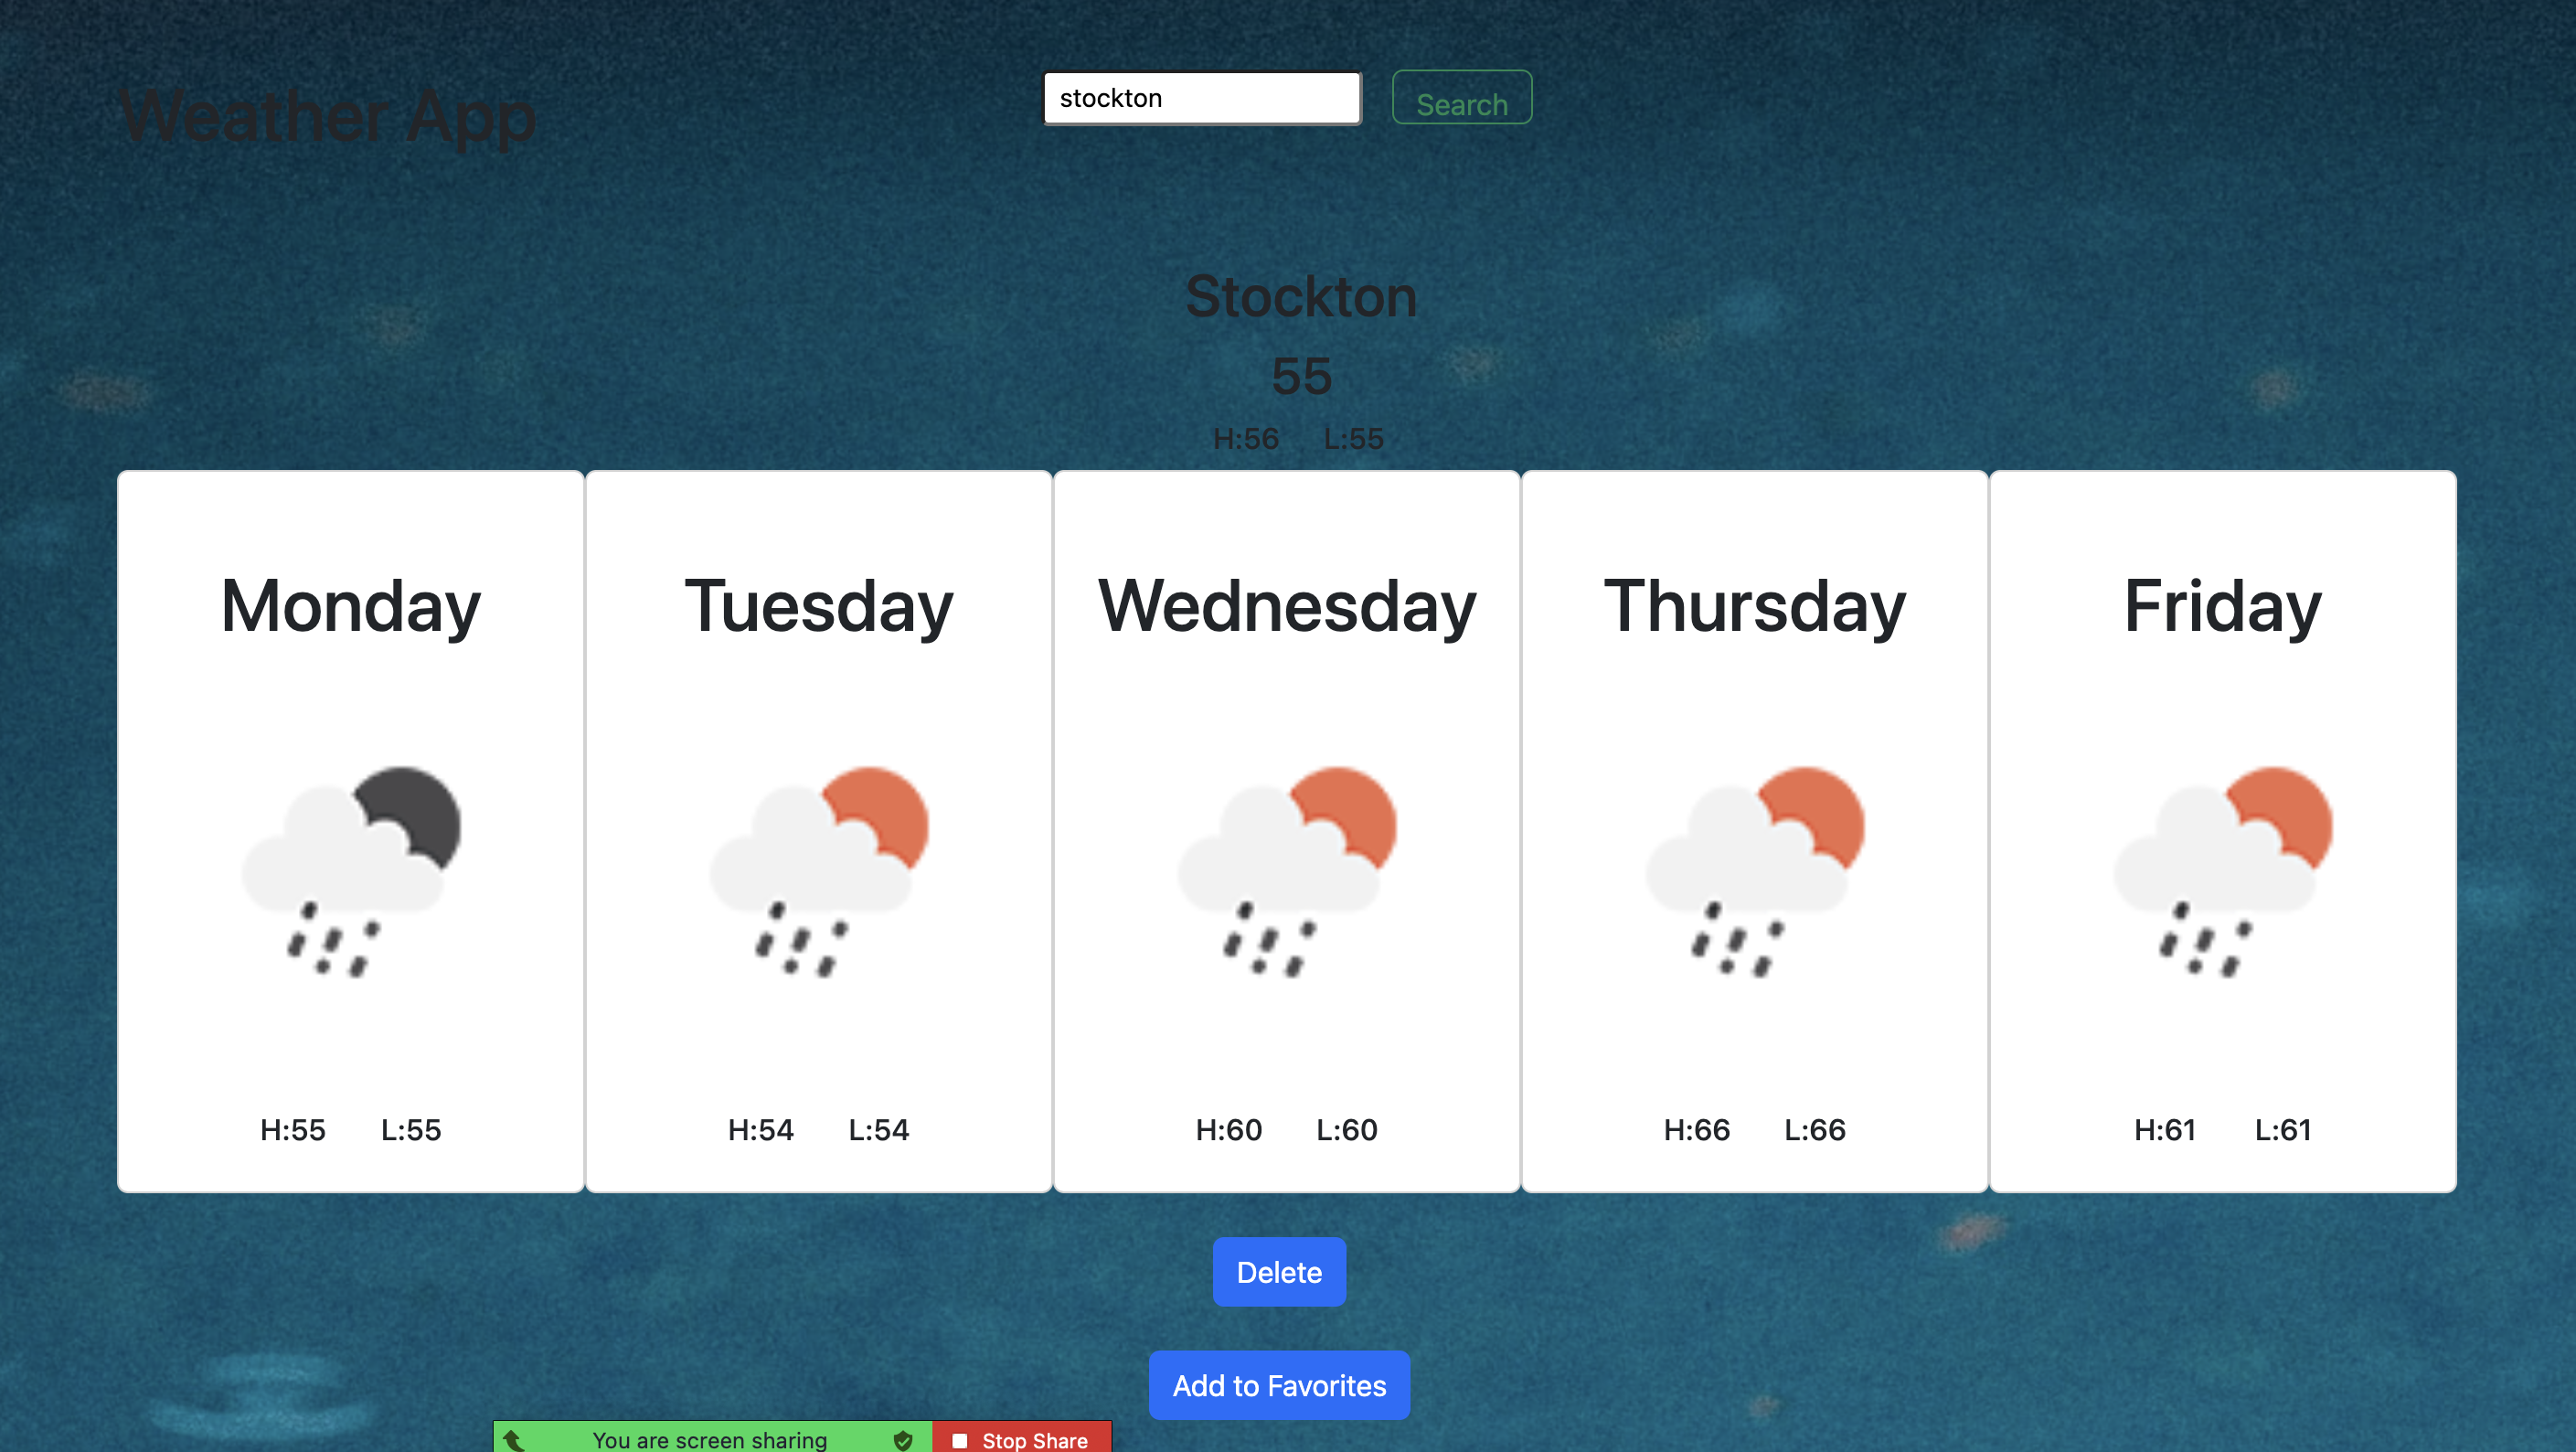 Weather App
stockton
Search
Stockton
55
H:56 L:55
Monday
H:55 L:55
Tuesday
H:54 L:54
Wednesday
H:60 L:60
Thursday
H:66 L:66
Friday
H:61 L:61
Delete
Add to Favorites
You are screen sharing
Stop Share